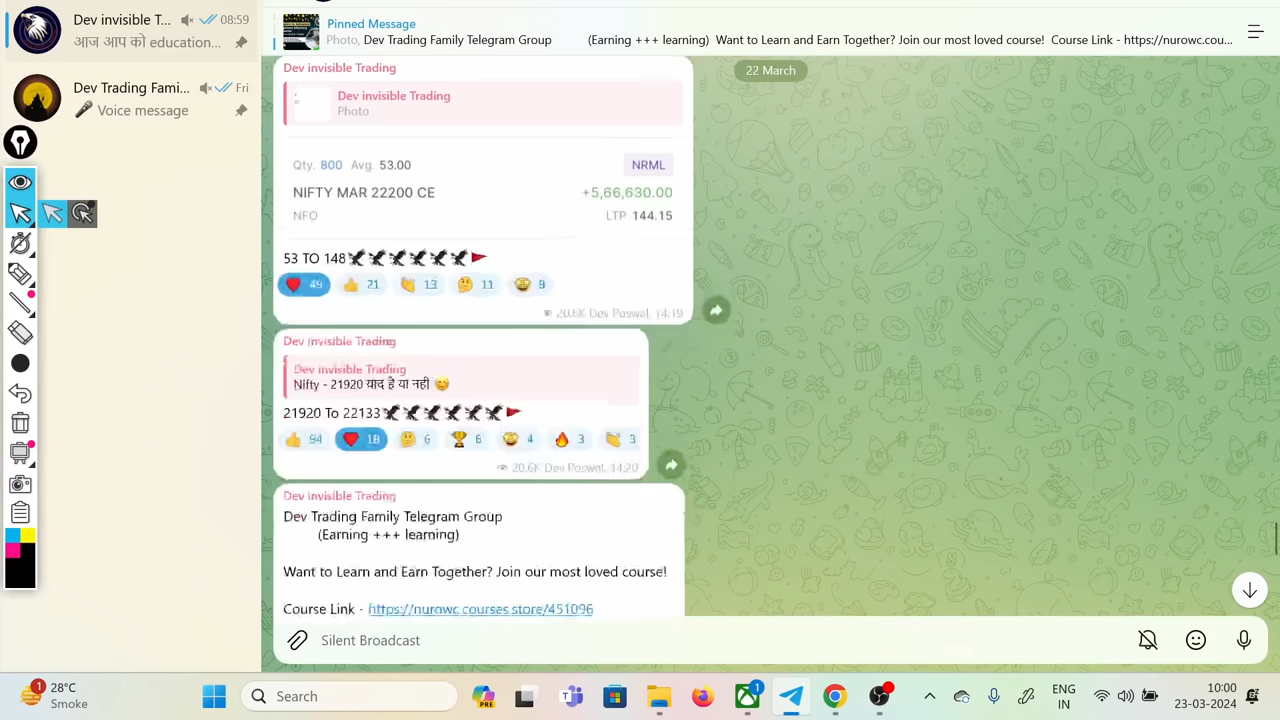 Dev invisible T... 08:59
आज आप को education...
Dev Trading Fami... Fri
Voice message
Pinned Message
Photo, Dev Trading Family Telegram Group (Earning +++ learning) Want to Learn and Earn Together? Join our most loved course! Course Link - https://nurowc.cou...
22 March
Dev invisible Trading
Dev invisible Trading
Photo
Qty. 800 Avg. 53.00 NRML
NIFTY MAR 22200 CE +5,66,630.00
NFO LTP 144.15
53 TO 148
49 21 13 11 9
20.6K Dev Poswal, 14:19
Dev invisible Trading
Dev invisible Trading
Nifty - 21920 याद है या नही
21920 To 22133
94 18 6 6 4 3 3
20.6K Dev Poswal, 14:20
Dev invisible Trading
Dev Trading Family Telegram Group
(Earning +++ learning)
Want to Learn and Earn Together? Join our most loved course!
Course Link - https://nurowc.courses.store/451096
Silent Broadcast
1 28°C
Smoke
Search
PRE
1
ENG
IN
10:00
23-03-2024